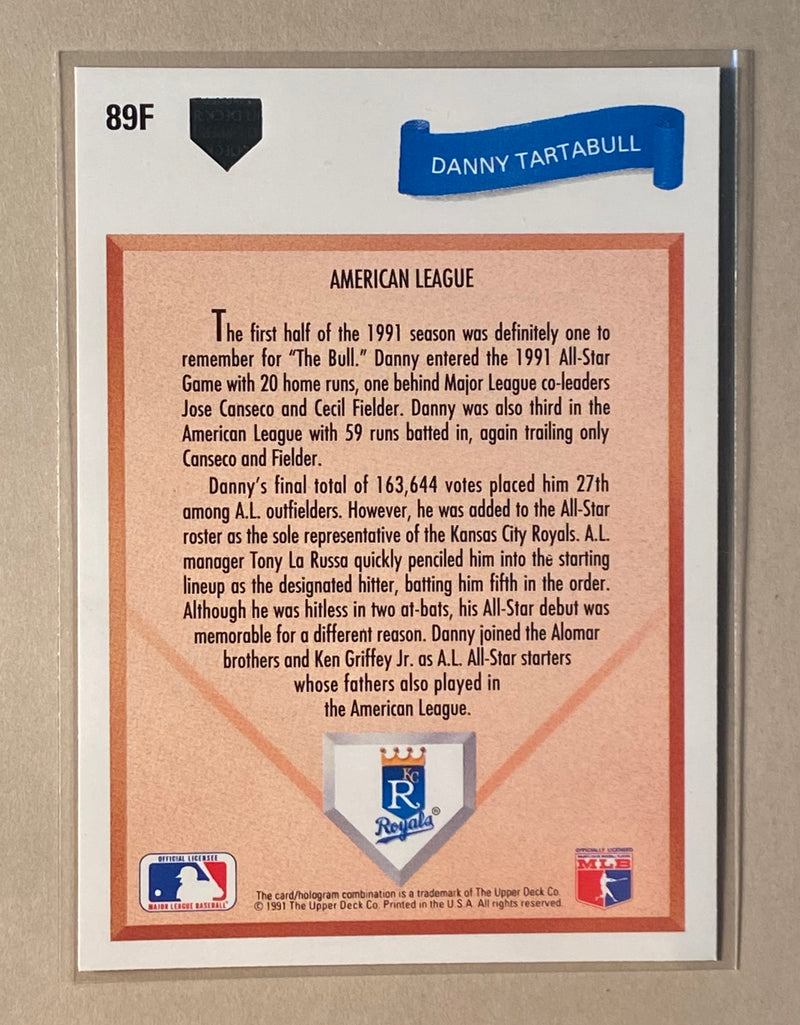 89F
DANNY TARTABULL
AMERICAN LEAGUE
The first half of the 1991 season was definitely one to
remember for “The Bull.” Danny entered the 1991 All-Star
Game with 20 home runs, one behind Major League co-leaders
Jose Canseco and Cecil Fielder. Danny was also third in the
American League with 59 runs batted in, again trailing only
Canseco and Fielder.
Danny’s final total of 163,644 votes placed him 27th
among A.L. outfielders. However, he was added to the All-Star
roster as the sole representative of the Kansas City Royals. A.L.
manager Tony La Russa quickly penciled him into the starting
lineup as the designated hitter, batting him fifth in the order.
Although he was hitless in two at-bats, his All-Star debut was
memorable for a different reason. Danny joined the Alomar
brothers and Ken Griffey Jr. as A.L. All-Star starters
whose fathers also played in
the American League.
KC
R
Royals®
OFFICIAL LICENSEE
MAJOR LEAGUE BASEBALL
OFFICIALLY LICENSED
MLB
The card/hologram combination is a trademark of The Upper Deck Co.
© 1991 The Upper Deck Co. Printed in the U.S.A. All rights reserved.